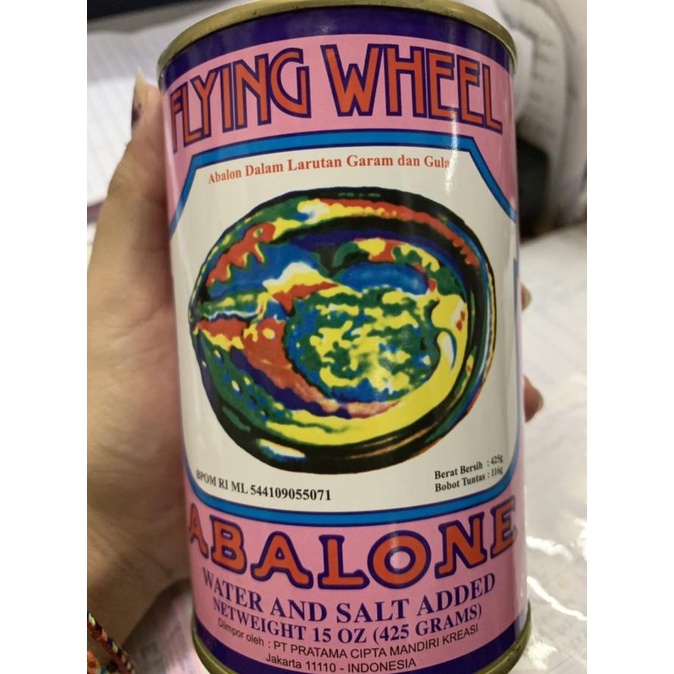 FLYING WHEEL
Abalon Dalam Larutan Garam dan Gula
BPOM RI ML 544109055071
Berat Bersih : 425g
Bobot Tuntas : 116g
ABALONE
WATER AND SALT ADDED
NETWEIGHT 15 OZ (425 GRAMS)
Diimpor oleh : PT PRATAMA CIPTA MANDIRI KREASI
Jakarta 11110 - INDONESIA